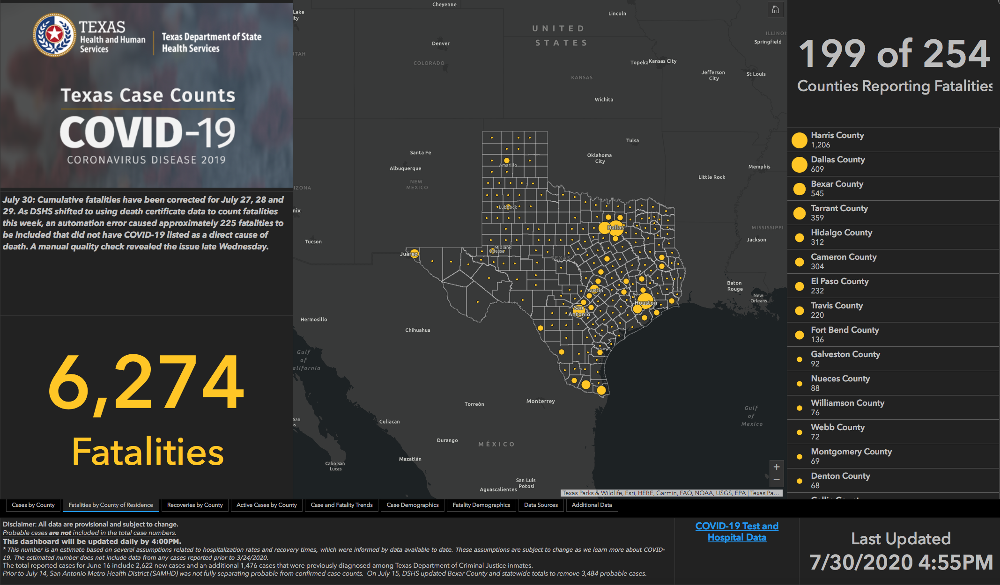 TEXAS
Health and Human
Services
Texas Department of State
Health Services
Texas Case Counts
COVID-19
CORONAVIRUS DISEASE 2019
July 30: Cumulative fatalities have been corrected for July 27, 28 and
29. As DSHS shifted to using death certificate data to count fatalities
this week, an automation error caused approximately 225 fatalities to
be included that did not have COVID-19 listed as a direct cause of
death. A manual quality check revealed the issue late Wednesday.
6,274
Fatalities
Cheyenne
Lake
ty
Lincoln
UNITED
STATES
ILLINOI
Springfield
Denver
UTAH
COLORADO
Topeka
Kansas City
Jefferson
City
St Louis
KANSAS
Wichita
Tulsa
Santa Fe
Oklahoma
City
Amarillo
Albuquerque
Memphis
Little Rock
NEW
MEXICO
IZONA
Lubbock
nix
Dallas
MISSISSIPPI
Jackson
Tucson
Midland
Odessa
Juárez
TEXAS
Baton
Rouge
Austin
New
Orleans
Houston
San
Antonio
Hermosillo
Chihuahua
Gulf
of
alifornia
Torreón
Monterrey
Gulf
of
Mexico
San
os
Culiacan
Durango
MÉXICO
Mazatlán
Cabo San
Lucas
San Luis
Potosi
Aguascalientes
+
−
Texas Parks & Wildlife, Esri, HERE, Garmin, FAO, NOAA, USGS, EPA | Texas Pa...
199 of 254
Counties Reporting Fatalities
Harris County
1,206
Dallas County
609
Bexar County
545
Tarrant County
359
Hidalgo County
312
Cameron County
304
El Paso County
232
Travis County
220
Fort Bend County
136
Galveston County
92
Nueces County
88
Williamson County
76
Webb County
72
Montgomery County
69
Denton County
68
Cases by County
Fatalities by County of Residence
Recoveries by County
Active Cases by County
Case and Fatality Trends
Case Demographics
Fatality Demographics
Data Sources
Additional Data
Disclaimer: All data are provisional and subject to change.
Probable cases are not included in the total case numbers.
This dashboard will be updated daily by 4:00PM.
* This number is an estimate based on several assumptions related to hospitalization rates and recovery times, which were informed by data available to date. These assumptions are subject to change as we learn more about COVID-
19. The estimated number does not include data from any cases reported prior to 3/24/2020.
The total reported cases for June 16 include 2,622 new cases and an additional 1,476 cases that were previously diagnosed among Texas Department of Criminal Justice inmates.
Prior to July 14, San Antonio Metro Health District (SAMHD) was not fully separating probable from confirmed case counts. On July 15, DSHS updated Bexar County and statewide totals to remove 3,484 probable cases.
COVID-19 Test and
Hospital Data
Last Updated
7/30/2020 4:55PM